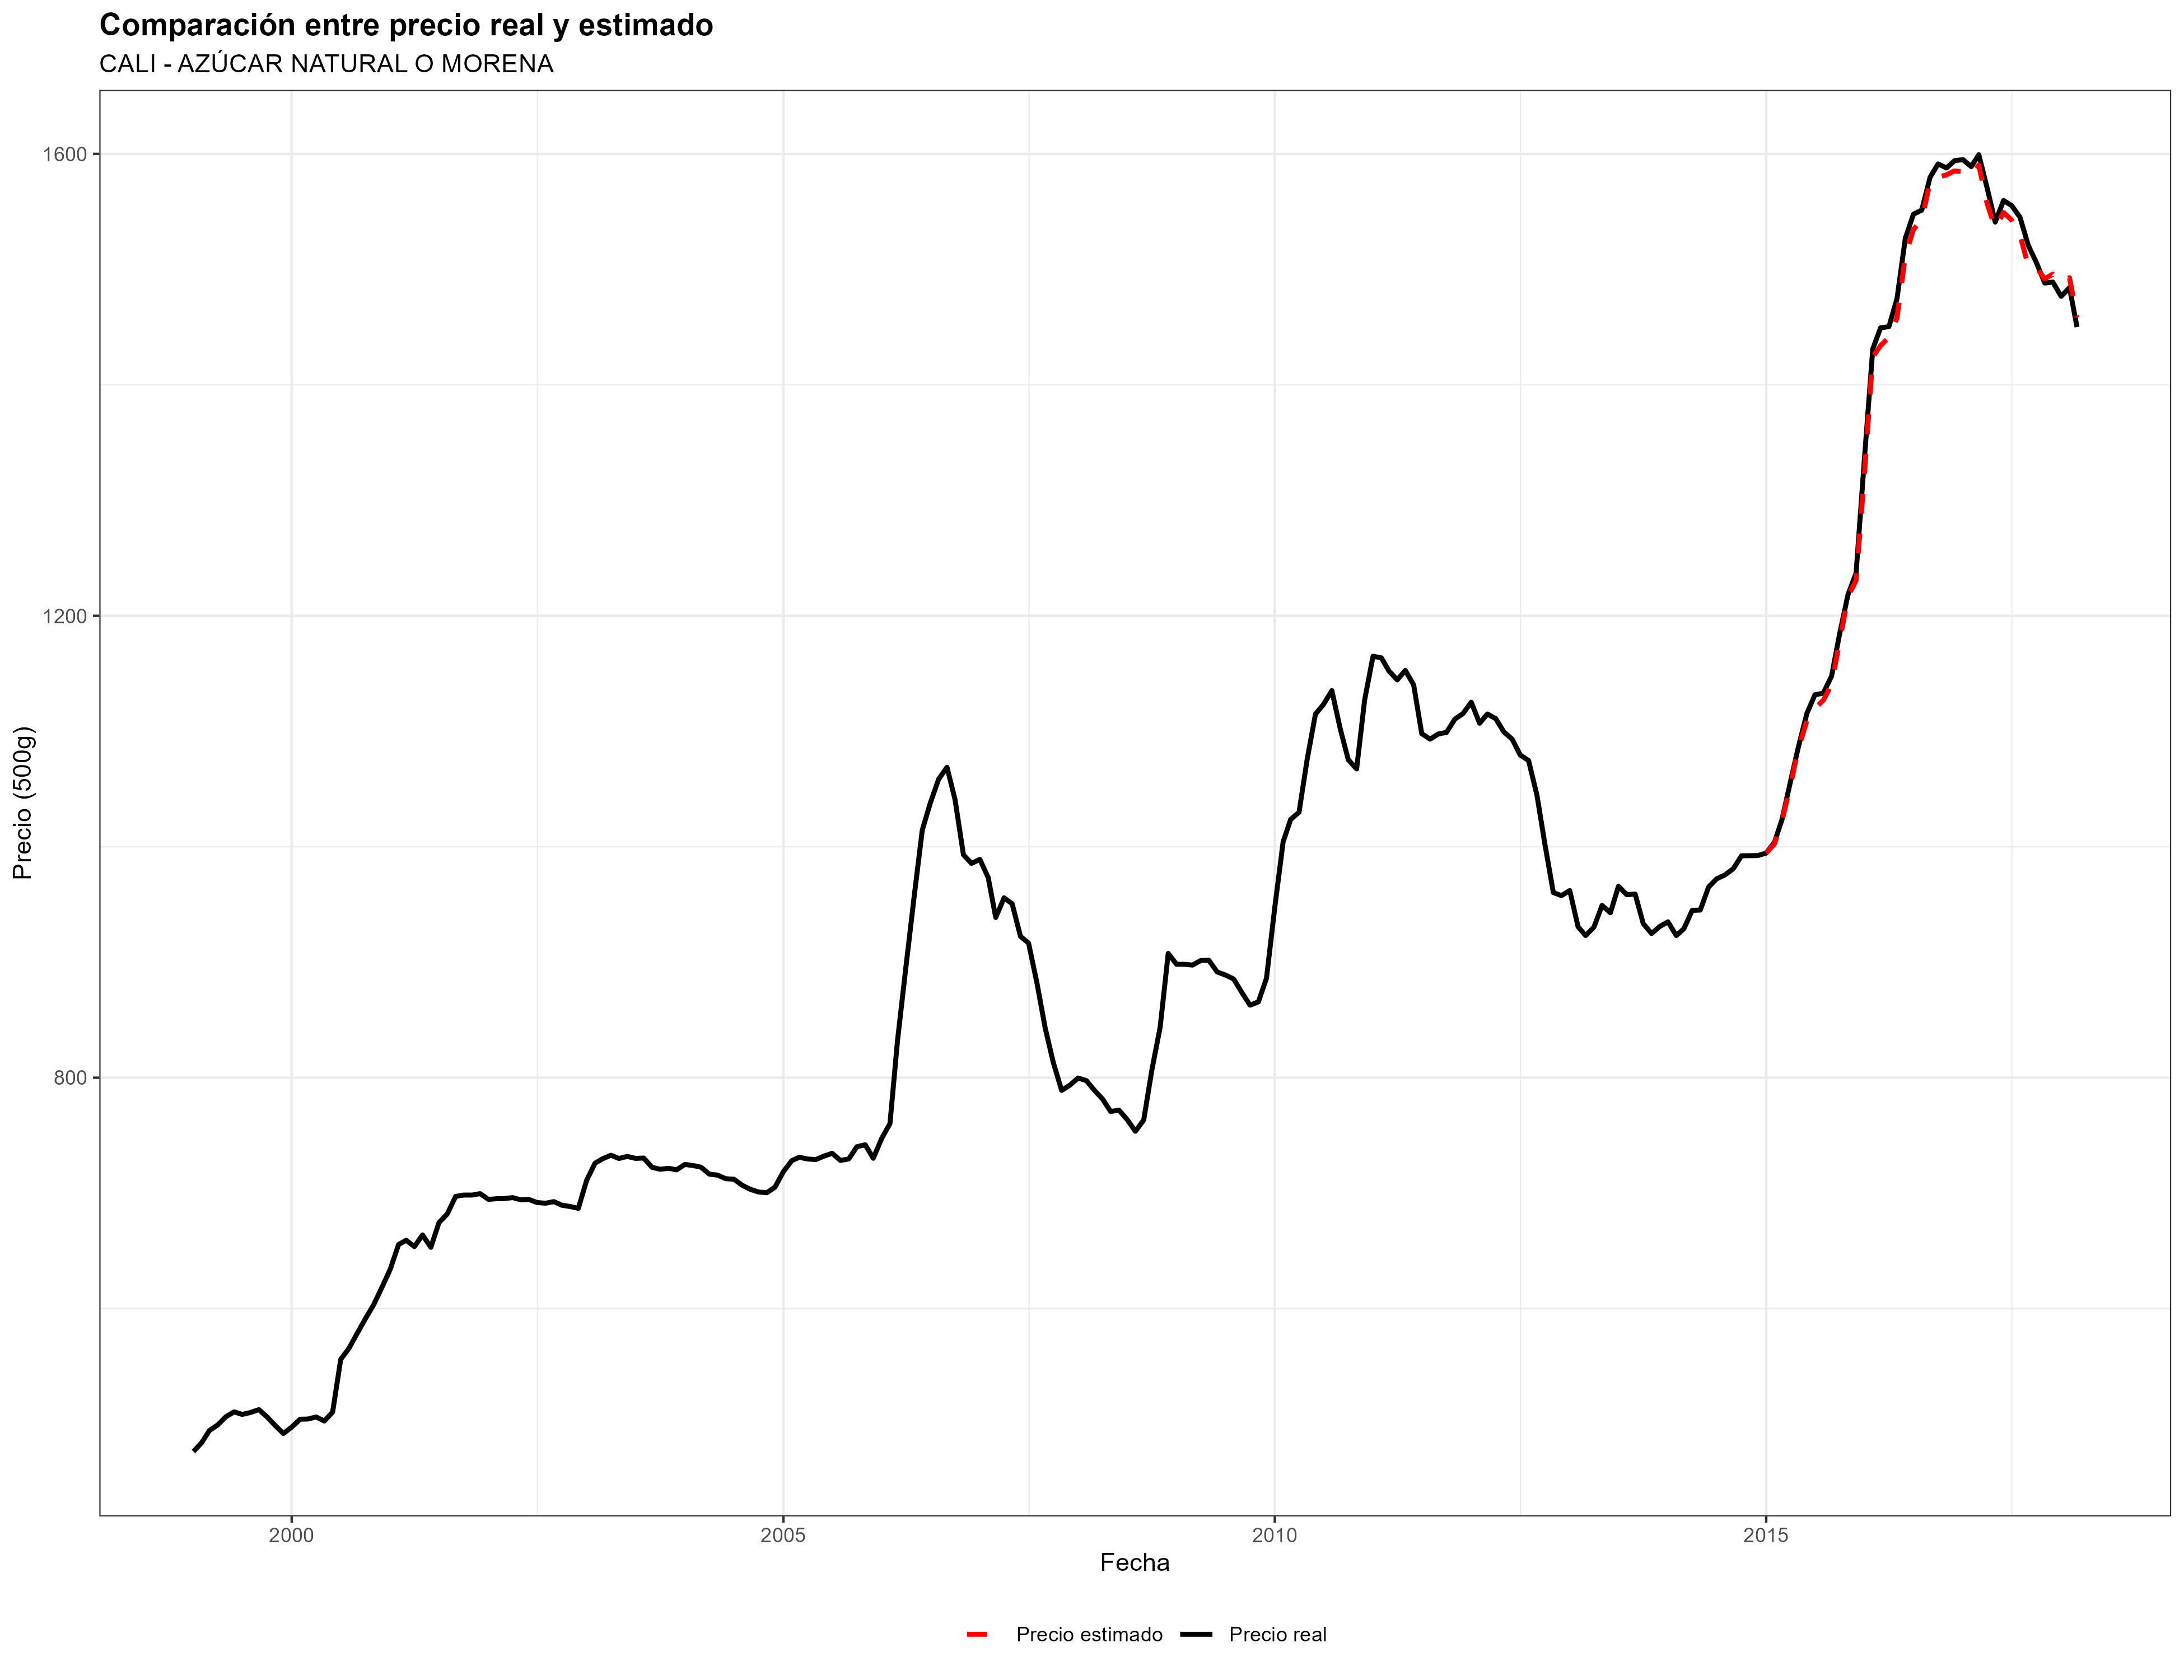 Comparación entre precio real y estimado
CALI - AZÚCAR NATURAL O MORENA
Precio (500g)
1600
1200
800
2000 2005 2010 2015
Fecha
Precio estimado Precio real